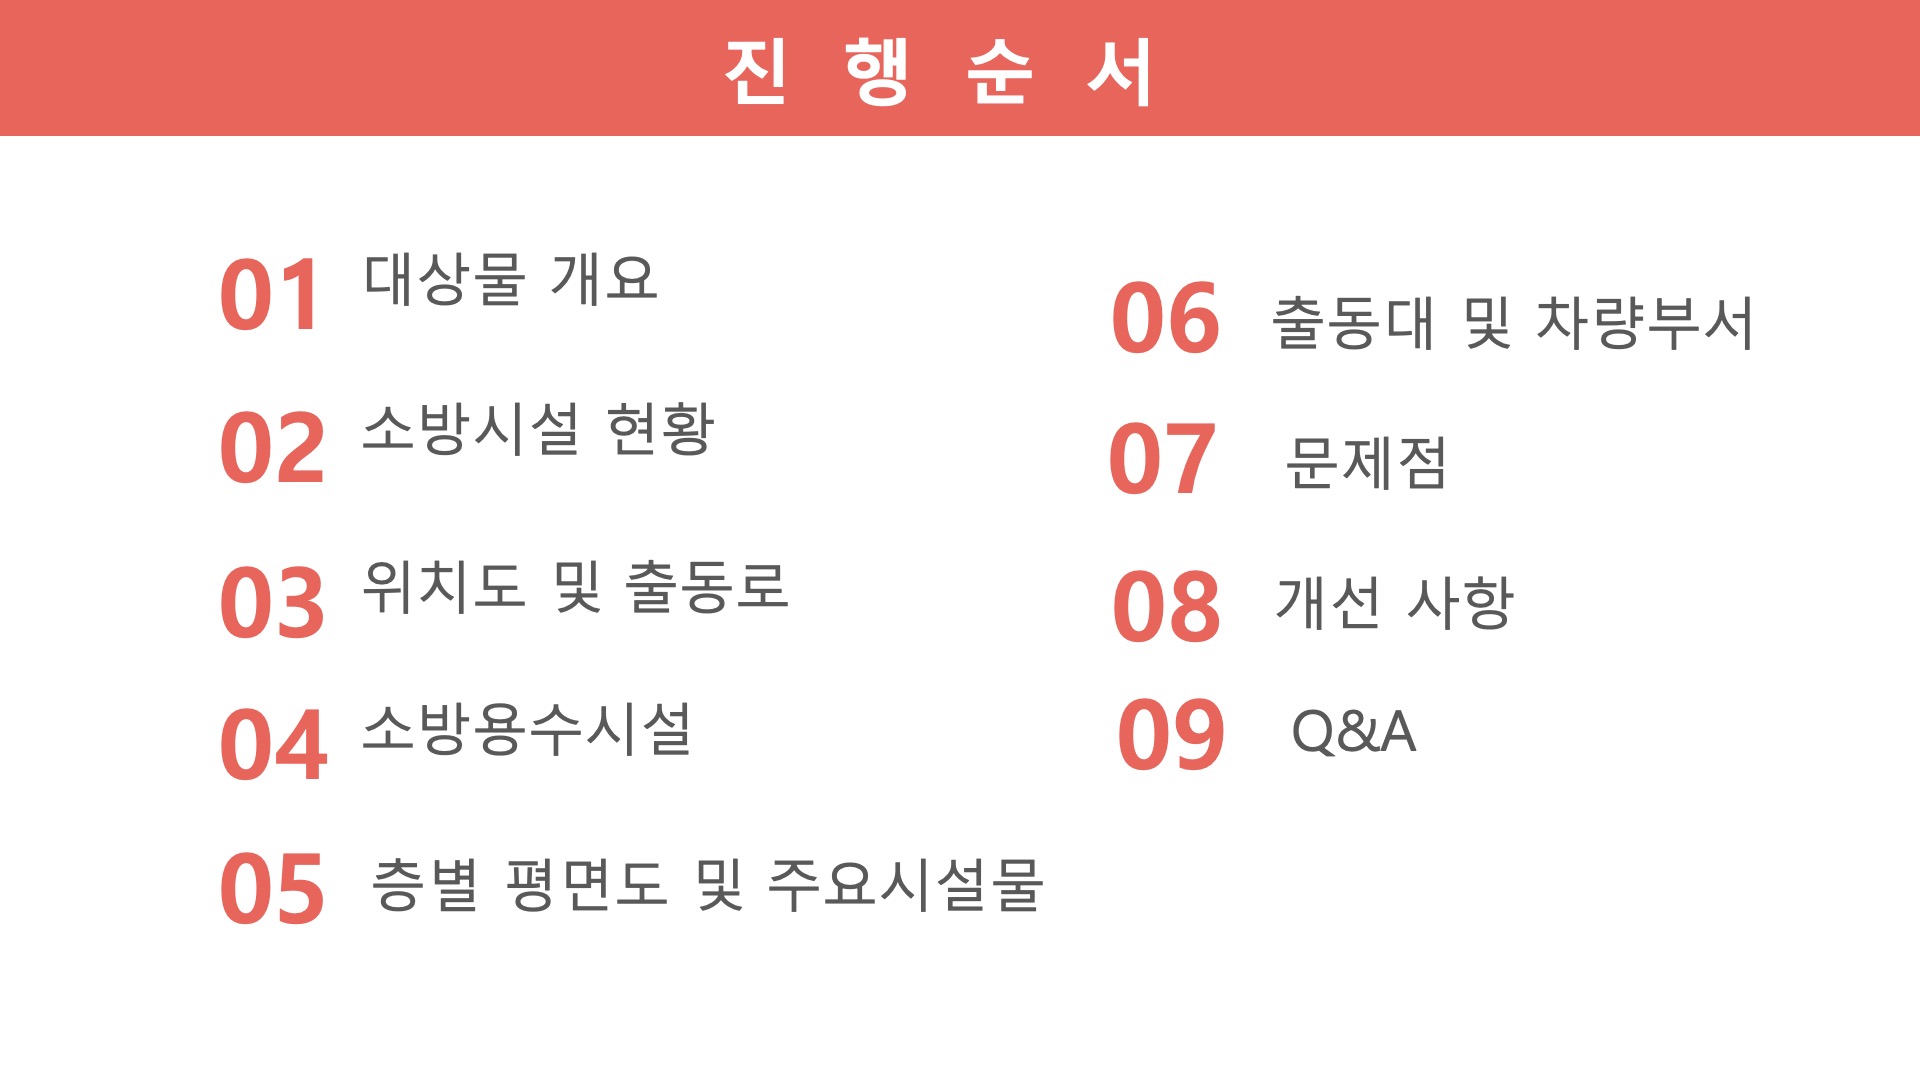 진 행 순 서
01 대상물 개요
02 소방시설 현황
03 위치도 및 출동로
04 소방용수시설
05 층별 평면도 및 주요시설물
06 출동대 및 차량부서
07 문제점
08 개선 사항
09 Q&A